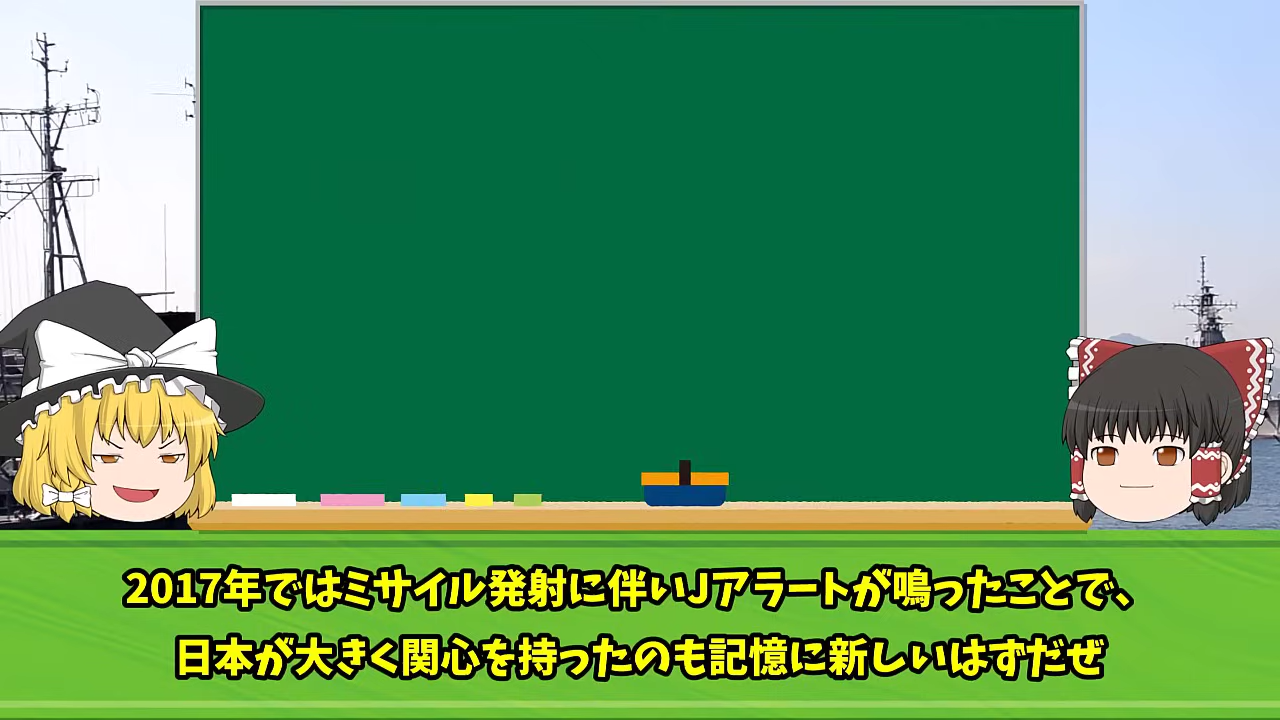 2017年ではミサイル発射に伴いJアラートが鳴ったことで、
日本が大きく関心を持ったのも記憶に新しいはずだぜ